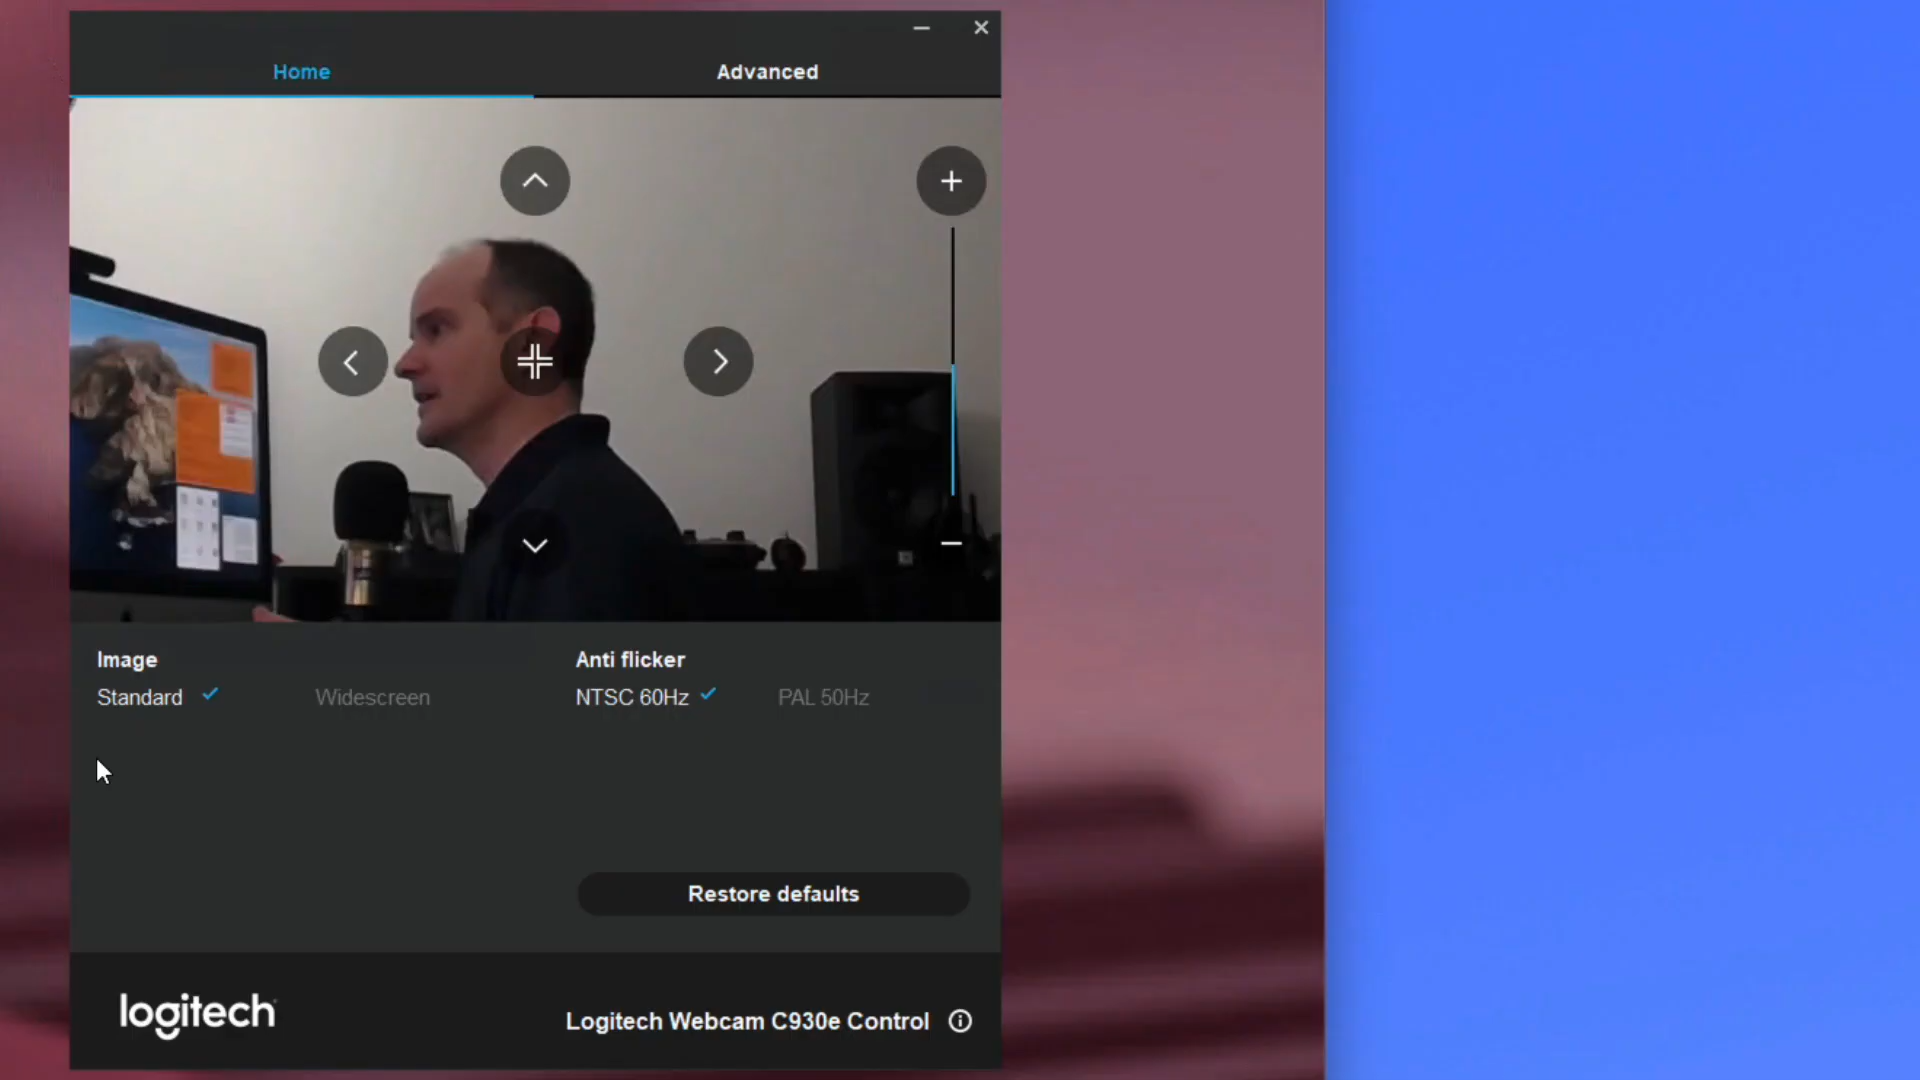 Home
Advanced
Image
Anti flicker
Standard
Widescreen
NTSC 60Hz
PAL 50Hz
Restore defaults
logitech
Logitech Webcam C930e Control